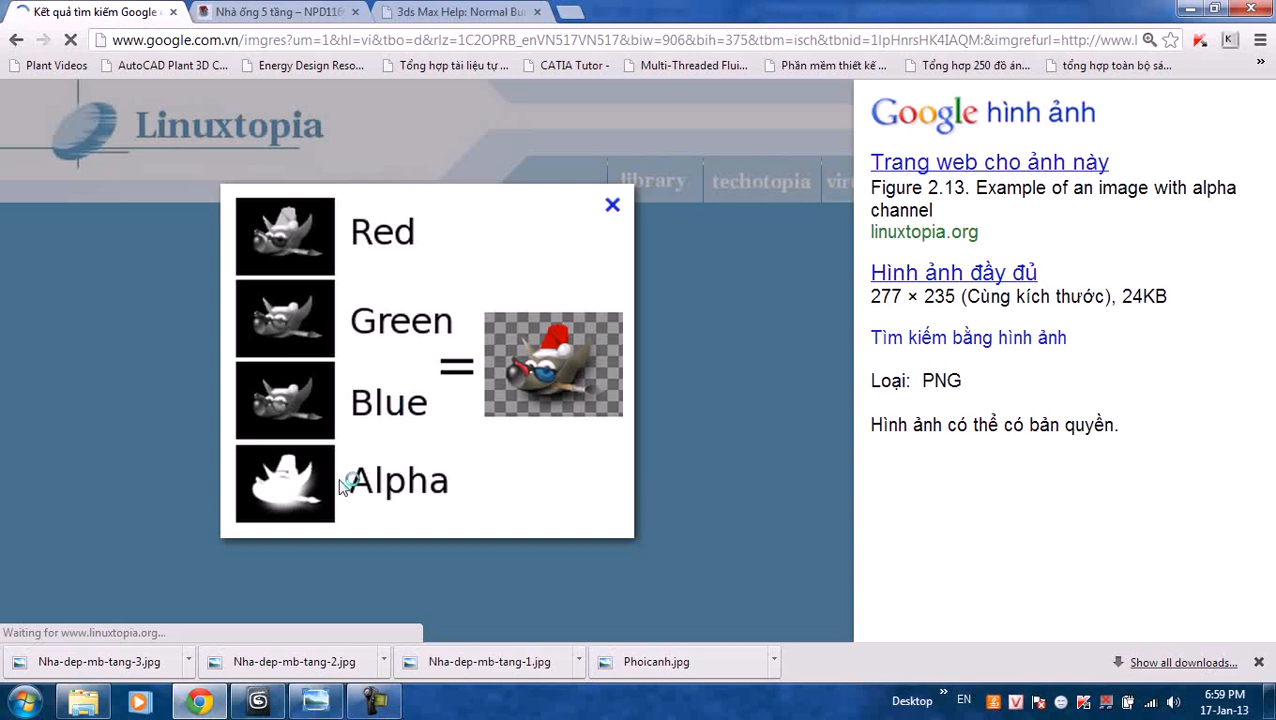 Kết quả tìm kiếm Google
Nhà ống 5 tầng – NPD116
3ds Max Help: Normal Bu
www.google.com.vn/imgres?um=1&hl=vi&tbo=d&rlz=1C2OPRB_enVN517VN517&biw=906&bih=375&tbm=isch&tbnid=1lpHnrsHK4IAQM:&imgrefurl=http://www.l
Plant Videos
AutoCAD Plant 3D C...
Energy Design Reso...
Tổng hợp tài liệu tự ...
CATIA Tutor -
Multi-Threaded Flui...
Phần mềm thiết kế ...
Tổng hợp 250 đồ án...
tổng hợp toàn bộ sá...
»
Linuxtopia
library
techotopia
virt
Red
Green
=
Blue
Alpha
Google hình ảnh
Trang web cho ảnh này
Figure 2.13. Example of an image with alpha
channel
linuxtopia.org
Hình ảnh đầy đủ
277 × 235 (Cùng kích thước), 24KB
Tìm kiếm bằng hình ảnh
Loại: PNG
Hình ảnh có thể có bản quyền.
Waiting for www.linuxtopia.org...
Nha-dep-mb-tang-3.jpg
Nha-dep-mb-tang-2.jpg
Nha-dep-mb-tang-1.jpg
Phoicanh.jpg
Show all downloads...
Desktop
»
EN
6:59 PM
17-Jan-13